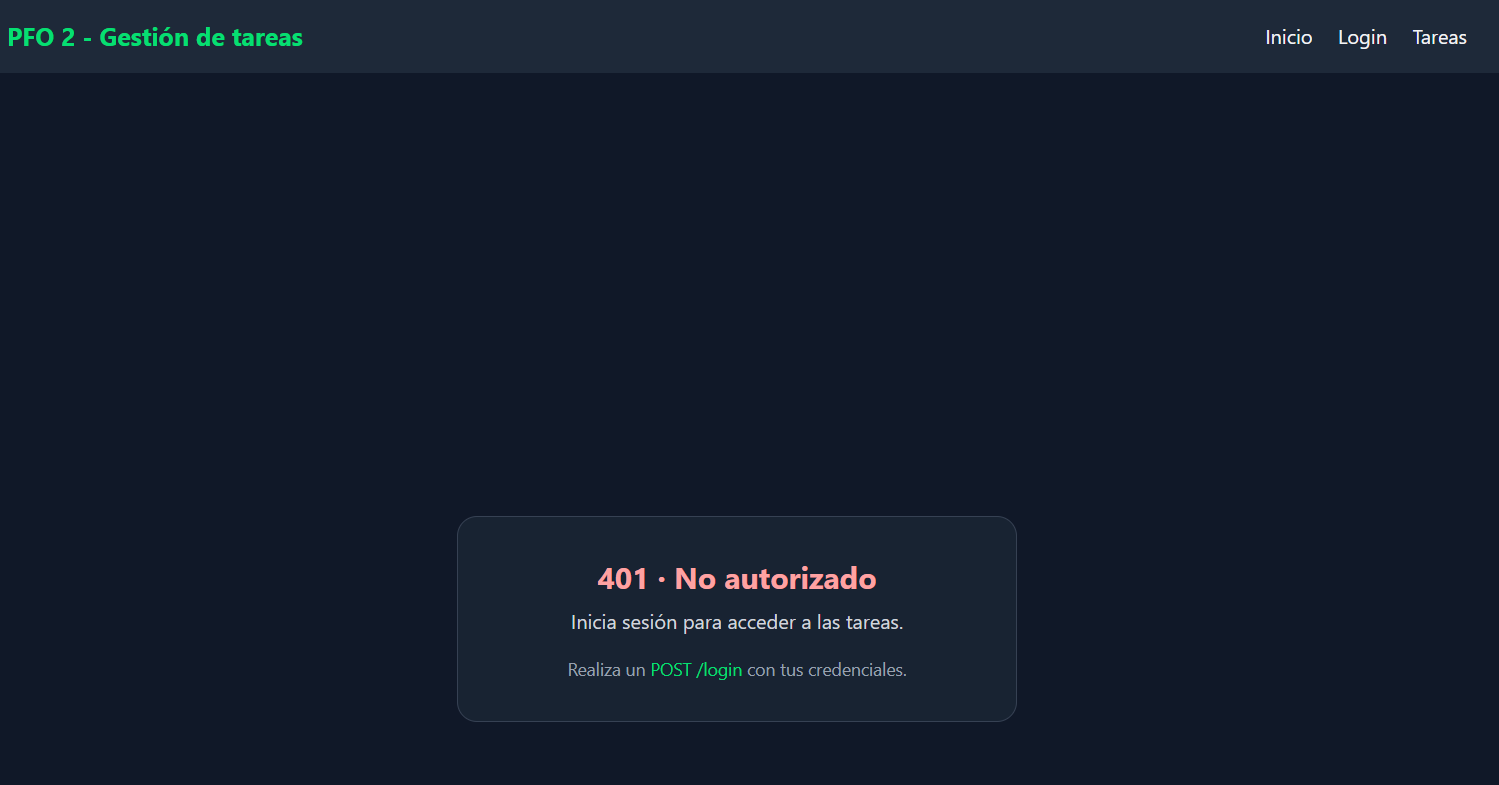 PFO 2 - Gestión de tareas
Inicio Login Tareas
401 · No autorizado
Inicia sesión para acceder a las tareas.
Realiza un POST /login con tus credenciales.